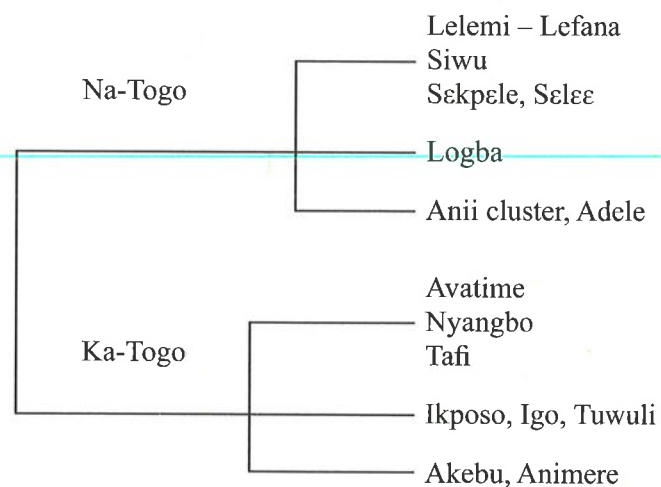 Lelemi – Lefana
Na-Togo
Siwu
Sɛkpɛle, Sɛlɛɛ
Logba
Anii cluster, Adele
Avatime
Nyangbo
Ka-Togo
Tafi
Ikposo, Igo, Tuwuli
Akebu, Animere